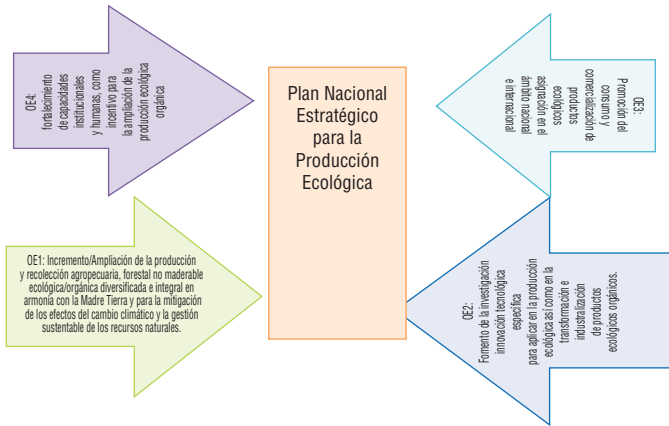 Plan Nacional
Estratégico
para la
Producción
Ecológica
OE1: Incremento/Ampliación de la producción
y recolección agropecuaria, forestal no maderable
ecológica/orgánica diversificada e integral en
armonía con la Madre Tierra y para la mitigación
de los efectos del cambio climático y la gestión
sustentable de los recursos naturales.
OE2:
Fomento de la investigación
innovación tecnológica
específica
para aplicar en la producción
ecológica así como en la
transformación e
industrialización
de productos
ecológicos orgánicos.
OE3:
Promoción del
consumo y
comercialización de
productos
ecológicos
asignación en el
ámbito nacional
e internacional
OE4:
fortalecimiento
de capacidades
institucionales
y humanas, como
incentivo para
la ampliación de la
producción ecológica
orgánica